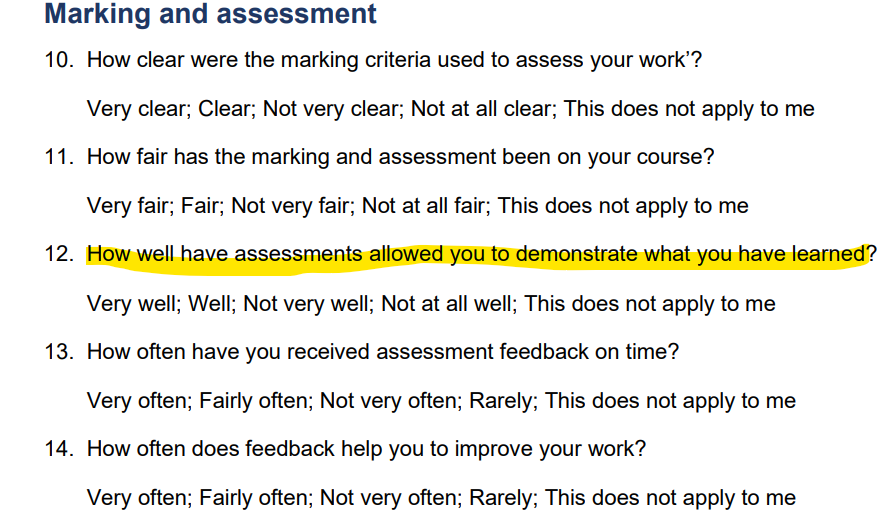 Marking and assessment
10. How clear were the marking criteria used to assess your work’?
Very clear; Clear; Not very clear; Not at all clear; This does not apply to me
11. How fair has the marking and assessment been on your course?
Very fair; Fair; Not very fair; Not at all fair; This does not apply to me
12. How well have assessments allowed you to demonstrate what you have learned?
Very well; Well; Not very well; Not at all well; This does not apply to me
13. How often have you received assessment feedback on time?
Very often; Fairly often; Not very often; Rarely; This does not apply to me
14. How often does feedback help you to improve your work?
Very often; Fairly often; Not very often; Rarely; This does not apply to me